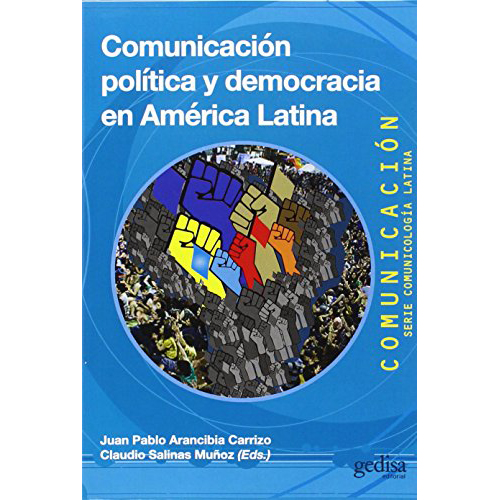 Comunicación
política y democracia
en América Latina
COMUNICACIÓN
SERIE COMUNICOLOGÍA LATINA
Juan Pablo Arancibia Carrizo
Claudio Salinas Muñoz (Eds.)
gedisa
editorial